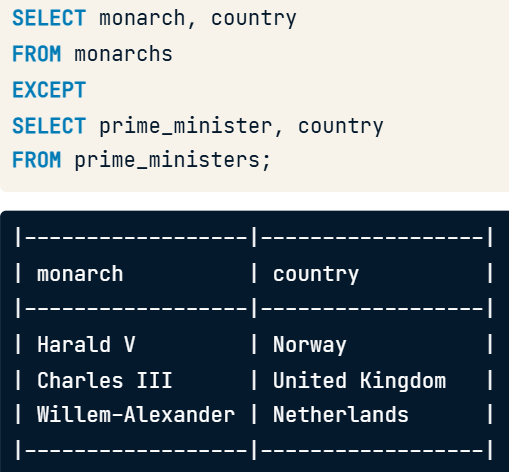 SELECT monarch, country
FROM monarchs
EXCEPT
SELECT prime_minister, country
FROM prime_ministers;
|------------------|------------------|
| monarch          | country          |
|------------------|------------------|
| Harald V         | Norway           |
| Charles III      | United Kingdom   |
| Willem-Alexander | Netherlands      |
|------------------|------------------|